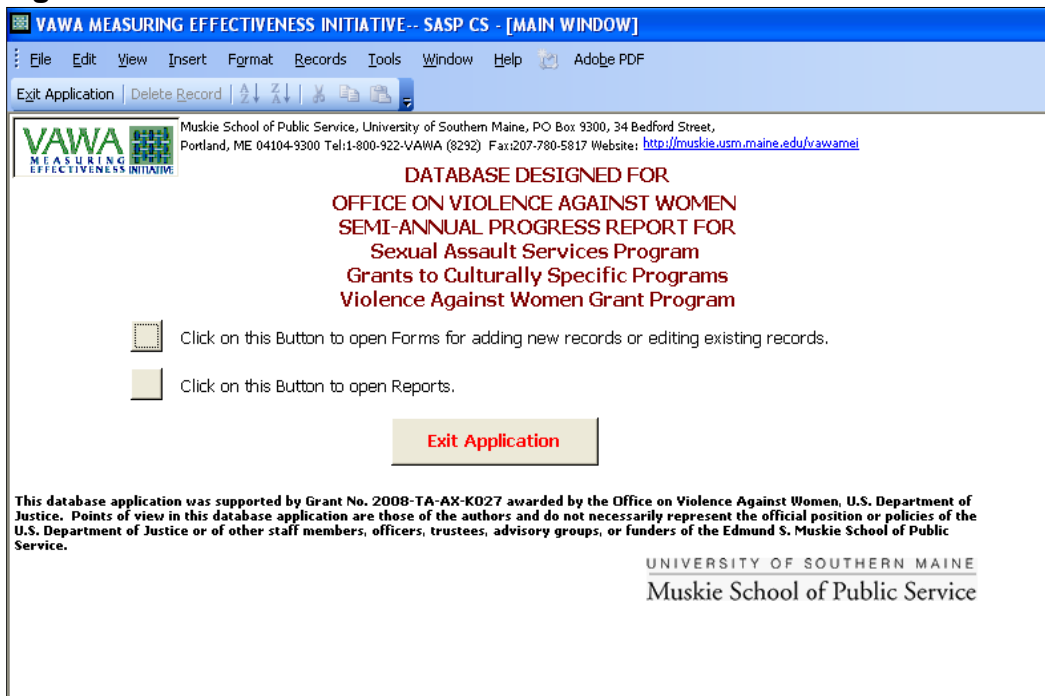 VAWA MEASURING EFFECTIVENESS INITIATIVE-- SASP CS - [MAIN WINDOW]
File Edit View Insert Format Records Tools Window Help Adobe PDF
Exit Application Delete Record
VAWA
MEASURING
EFFECTIVENESS INITIATIVE
Muskie School of Public Service, University of Southern Maine, PO Box 9300, 34 Bedford Street,
Portland, ME 04104-9300 Tel:1-800-922-VAWA (8292) Fax:207-780-5817 Website: http://muskie.usm.maine.edu/vawamei
DATABASE DESIGNED FOR
OFFICE ON VIOLENCE AGAINST WOMEN
SEMI-ANNUAL PROGRESS REPORT FOR
Sexual Assault Services Program
Grants to Culturally Specific Programs
Violence Against Women Grant Program
Click on this Button to open Forms for adding new records or editing existing records.
Click on this Button to open Reports.
Exit Application
This database application was supported by Grant No. 2008-TA-AX-K027 awarded by the Office on Violence Against Women, U.S. Department of
Justice. Points of view in this database application are those of the authors and do not necessarily represent the official position or policies of the
U.S. Department of Justice or of other staff members, officers, trustees, advisory groups, or funders of the Edmund S. Muskie School of Public
Service.
UNIVERSITY OF SOUTHERN MAINE
Muskie School of Public Service